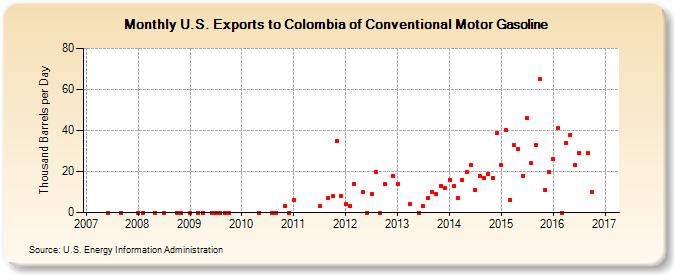 Monthly U.S. Exports to Colombia of Conventional Motor Gasoline
Thousand Barrels per Day
80
60
40
20
0
2007 2008 2009 2010 2011 2012 2013 2014 2015 2016 2017
Source: U.S. Energy Information Administration